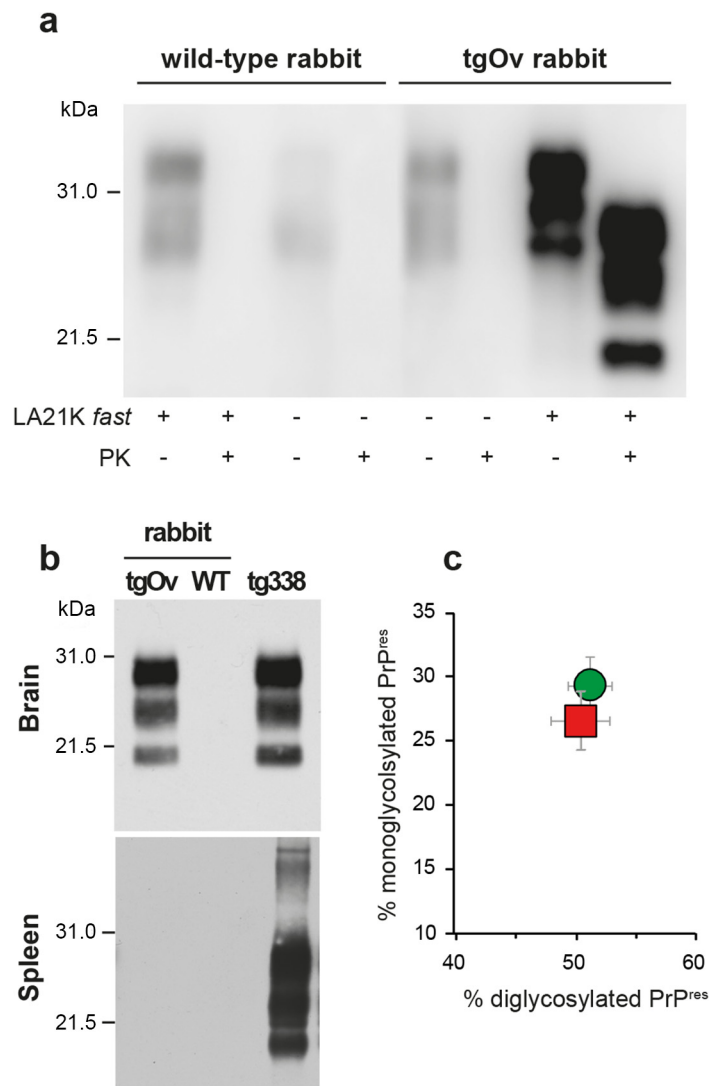 a
wild-type rabbit tgOv rabbit
kDa
31.0
21.5
LA21K fast + + - - - - + +
PK - + - + - + - +
b
rabbit
tgOv WT tg338
kDa
Brain
31.0
21.5
Spleen
31.0
21.5
c
% monoglycolsylated PrPres
35
30
25
20
15
10
40 50 60
% diglycosylated PrPres